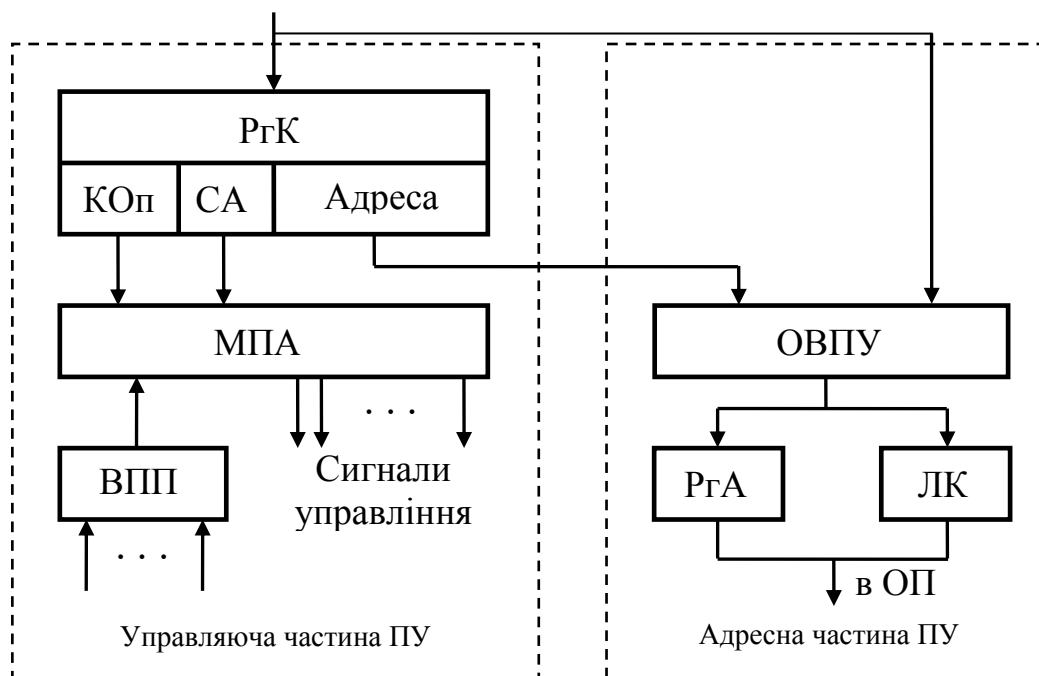 РгК
КОп СА Адреса
МПА
ОВПУ
. . .
ВПП
Сигнали
управління
РгА ЛК
. . .
в ОП
Управляюча частина ПУ
Адресна частина ПУ